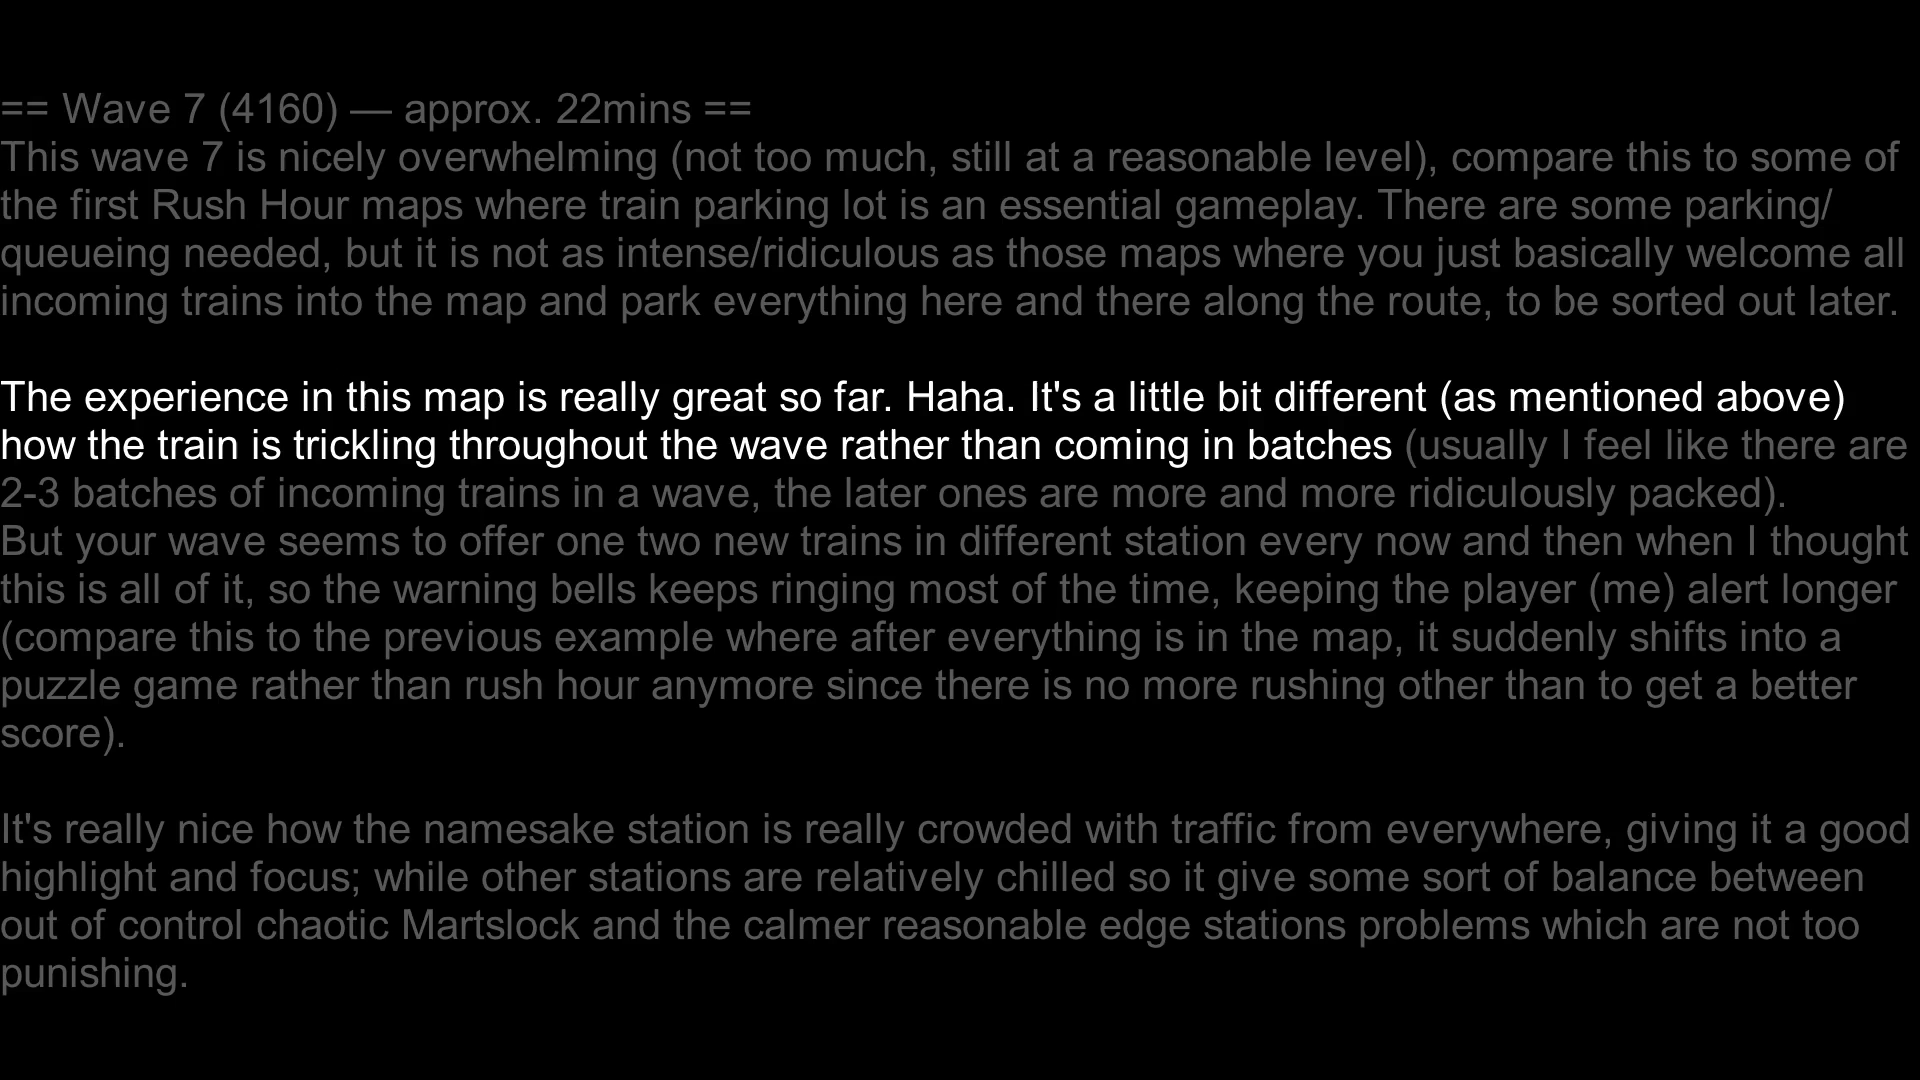 == Wave 7 (4160) — approx. 22mins ==
This wave 7 is nicely overwhelming (not too much, still at a reasonable level), compare this to some of
the first Rush Hour maps where train parking lot is an essential gameplay. There are some parking/
queueing needed, but it is not as intense/ridiculous as those maps where you just basically welcome all
incoming trains into the map and park everything here and there along the route, to be sorted out later.
The experience in this map is really great so far. Haha. It's a little bit different (as mentioned above)
how the train is trickling throughout the wave rather than coming in batches (usually I feel like there are
2-3 batches of incoming trains in a wave, the later ones are more and more ridiculously packed).
But your wave seems to offer one two new trains in different station every now and then when I thought
this is all of it, so the warning bells keeps ringing most of the time, keeping the player (me) alert longer
(compare this to the previous example where after everything is in the map, it suddenly shifts into a
puzzle game rather than rush hour anymore since there is no more rushing other than to get a better
score).
It's really nice how the namesake station is really crowded with traffic from everywhere, giving it a good
highlight and focus; while other stations are relatively chilled so it give some sort of balance between
out of control chaotic Martslock and the calmer reasonable edge stations problems which are not too
punishing.